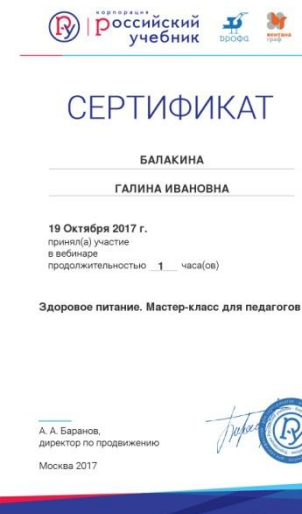 корпорация
российский
учебник
дрофа
вентана
граф
СЕРТИФИКАТ
БАЛАКИНА
ГАЛИНА ИВАНОВНА
19 Октября 2017 г.
принял(а) участие
в вебинаре
продолжительностью 1 часа(ов)
Здоровое питание. Мастер-класс для педагогов
А. А. Баранов,
директор по продвижению
Москва 2017